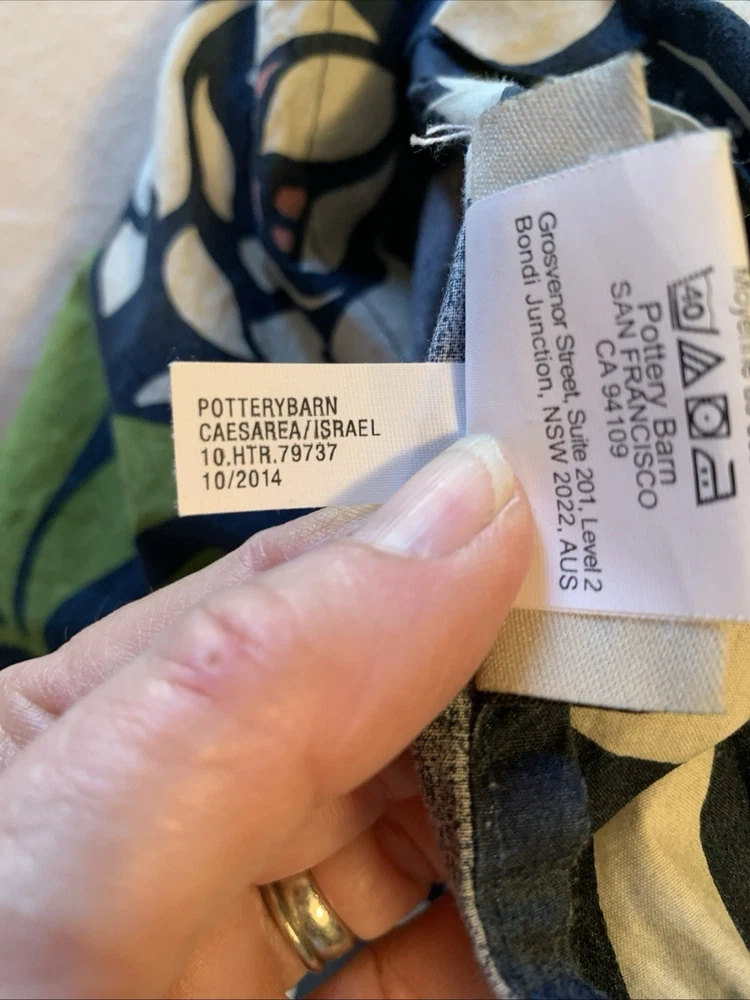 POTTERYBARN
CAESAREA/ISRAEL
10.HTR.79737
10/2014
40
Pottery Barn
SAN FRANCISCO
CA 94109
Grosvenor Street, Suite 201, Level 2
Bondi Junction, NSW 2022, AUS